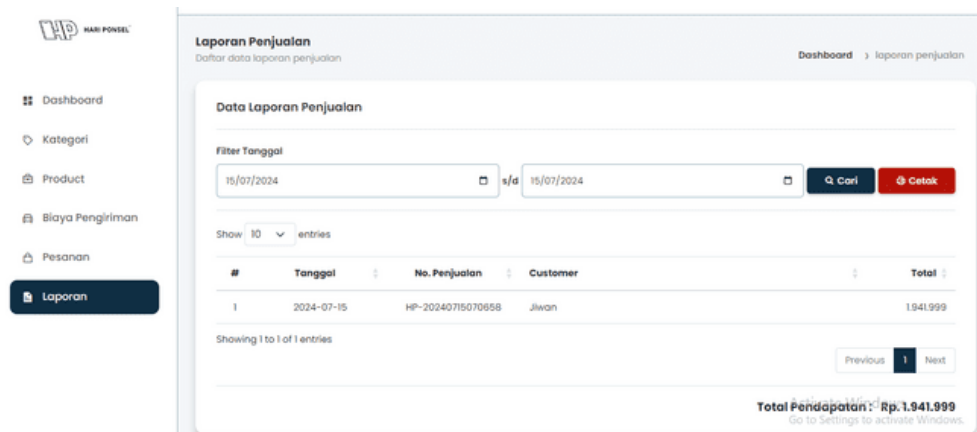 HP HARI PONSEL
Dashboard
Kategori
Product
Biaya Pengiriman
Pesanan
Laporan
Laporan Penjualan
Daftar data laporan penjualan
Dashboard > laporan penjualan
Data Laporan Penjualan
Filter Tanggal
15/07/2024 s/d 15/07/2024 Cari Cetak
Show 10 entries
# Tanggal No. Penjualan Customer Total
1 2024-07-15 HP-20240715070658 Jiwan 1.941.999
Showing 1 to 1 of 1 entries
Previous 1 Next
Total Pendapatan : Rp. 1.941.999
Activate Windows
Go to Settings to activate Windows.